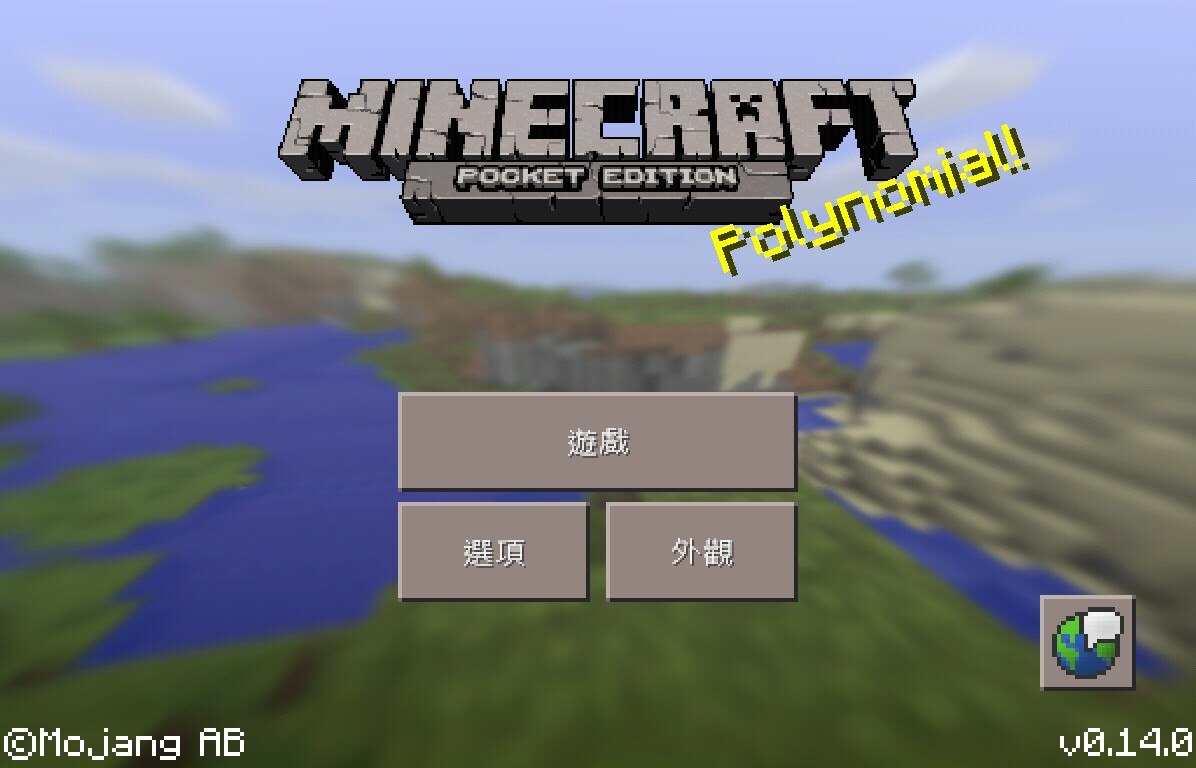 MINECRAFT
POCKET EDITION
Polynomial!
遊戲
選項
外觀
©Mojang AB
v0.14.0